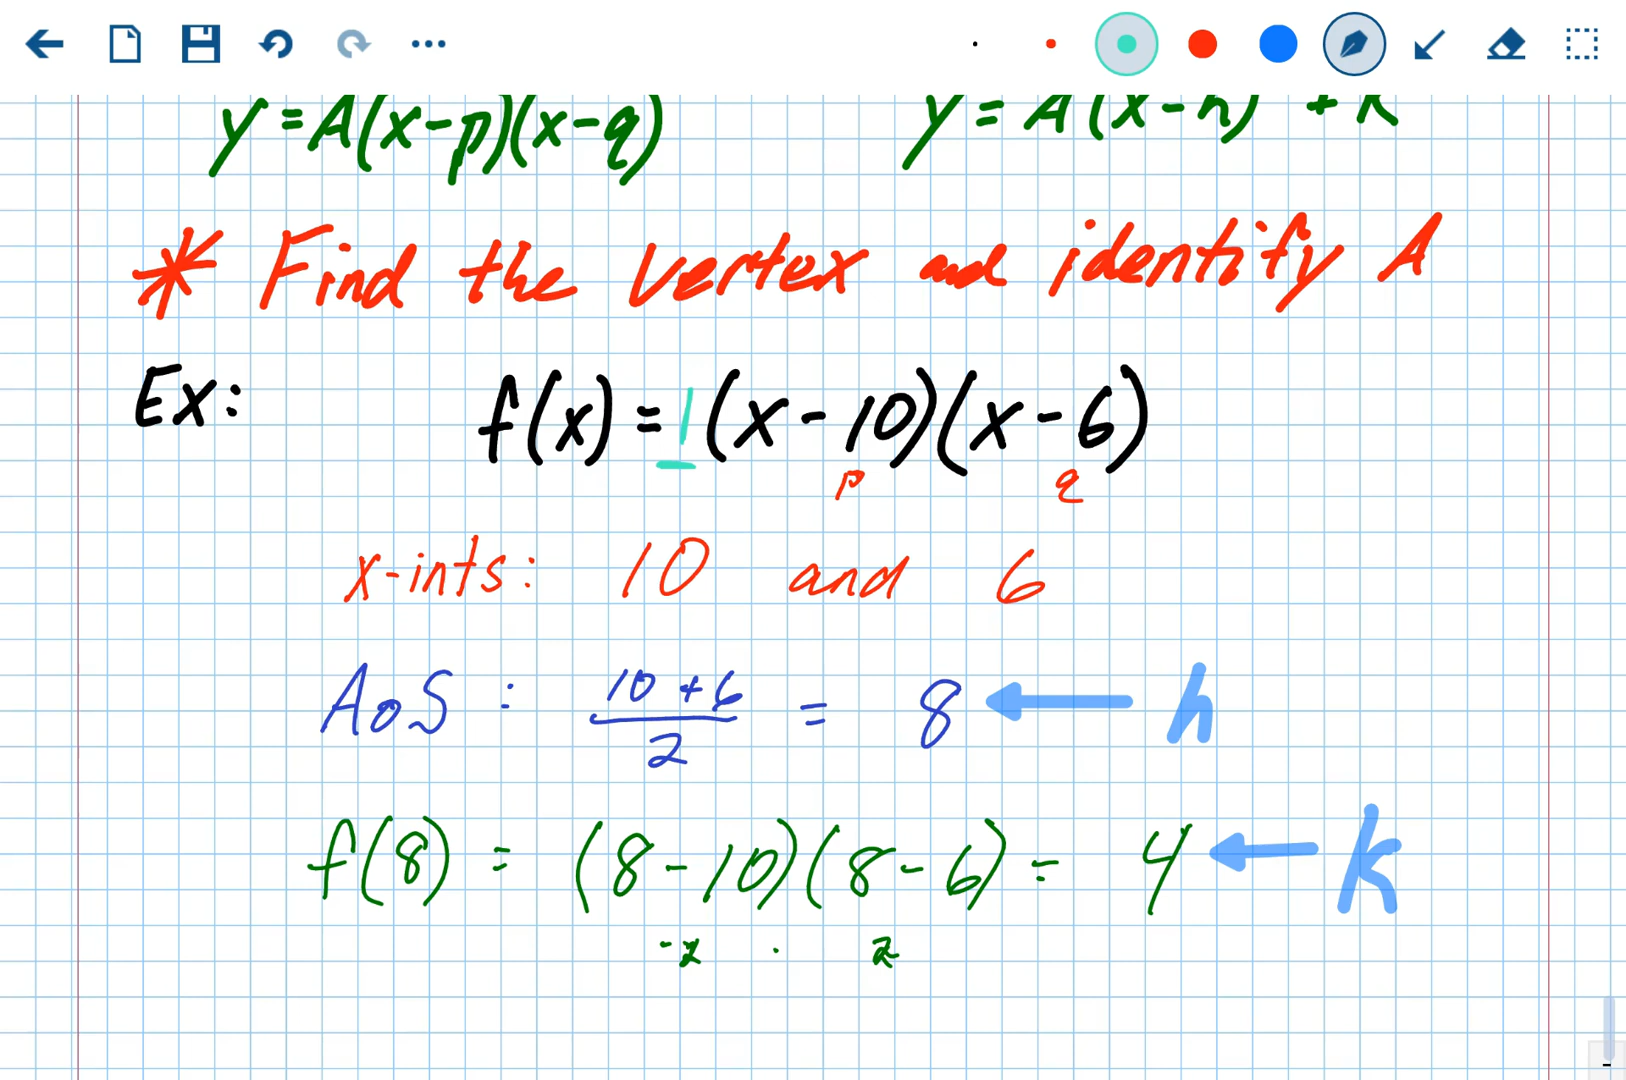 y = A(x-p)(x-q) y = A(x-h) + k
* Find the vertex and identify A
Ex: f(x) = 1(x-10)(x-6)
p q
x-ints: 10 and 6
AoS: \frac{10+6}{2} = 8 ← h
f(8) = (8-10)(8-6) = 4 ← k
-2 · 2